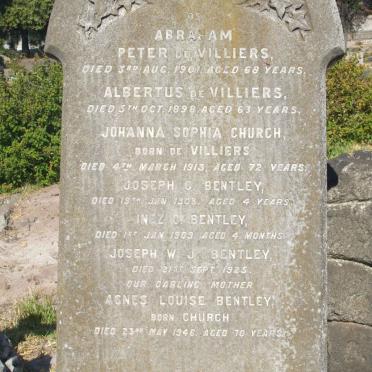 ABRAHAM
PETER DE VILLIERS,
DIED 3RD AUG. 1901, AGED 68 YEARS.
ALBERTUS DE VILLIERS,
DIED 5TH OCT. 1898, AGED 63 YEARS.
JOHANNA SOPHIA CHURCH,
BORN DE VILLIERS
DIED 4TH MARCH 1913, AGED 72 YEARS.
JOSEPH C. BENTLEY,
DIED JAN. AGED 4 YEARS.
INEZ BENTLEY,
DIED 1ST JAN 1909, AGED 4 MONTHS.
JOSEPH W. J. BENTLEY,
DIED 21ST SEPT. 1925.
OUR DARLING MOTHER
AGNES LOUISE BENTLEY,
BORN CHURCH
DIED 23RD MAY 1946, AGED 70 YEARS.